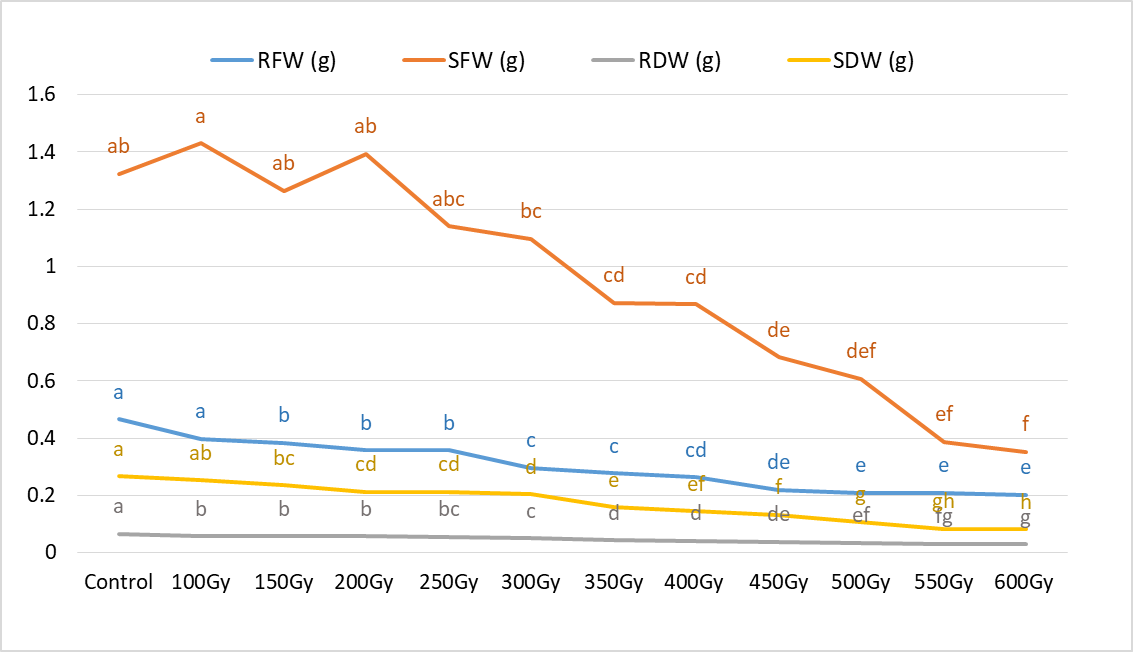 RFW (g) SFW (g) RDW (g) SDW (g)
1.6
a
ab ab
1.4 ab
abc
1.2 bc
1
cd cd
0.8
de
def
0.6
a
a b b b ef f
0.4 c c cd
a ab bc cd cd d de e e e
e ef f
0.2 g gh h
a b b b bc c d d de ef fg g
0
Control 100Gy 150Gy 200Gy 250Gy 300Gy 350Gy 400Gy 450Gy 500Gy 550Gy 600Gy